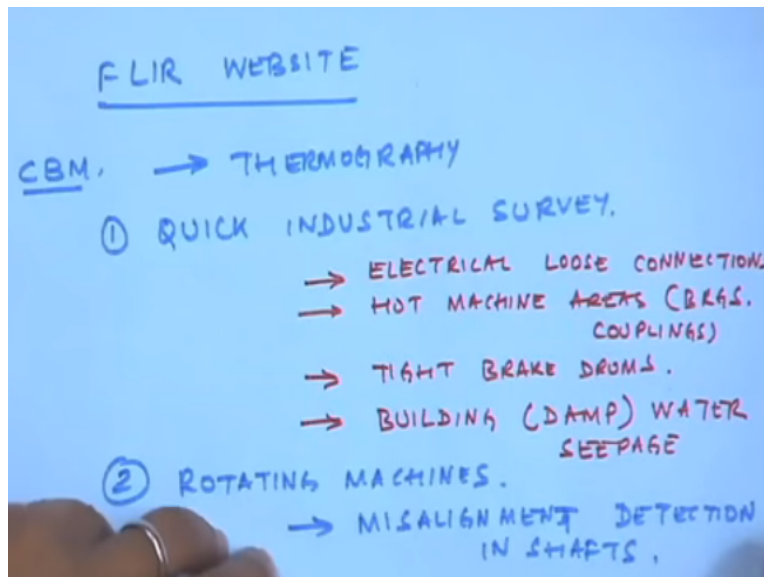 FLIR WEBSITE
CBM. → THERMOGRAPHY
① QUICK INDUSTRIAL SURVEY.
→ ELECTRICAL LOOSE CONNECTIONS
→ HOT MACHINE AREAS (BRGS.
COUPLINGS)
→ TIGHT BRAKE DRUMS.
→ BUILDING (DAMP) WATER
SEEPAGE
② ROTATING MACHINES.
→ MISALIGNMENT DETECTION
IN SHAFTS.